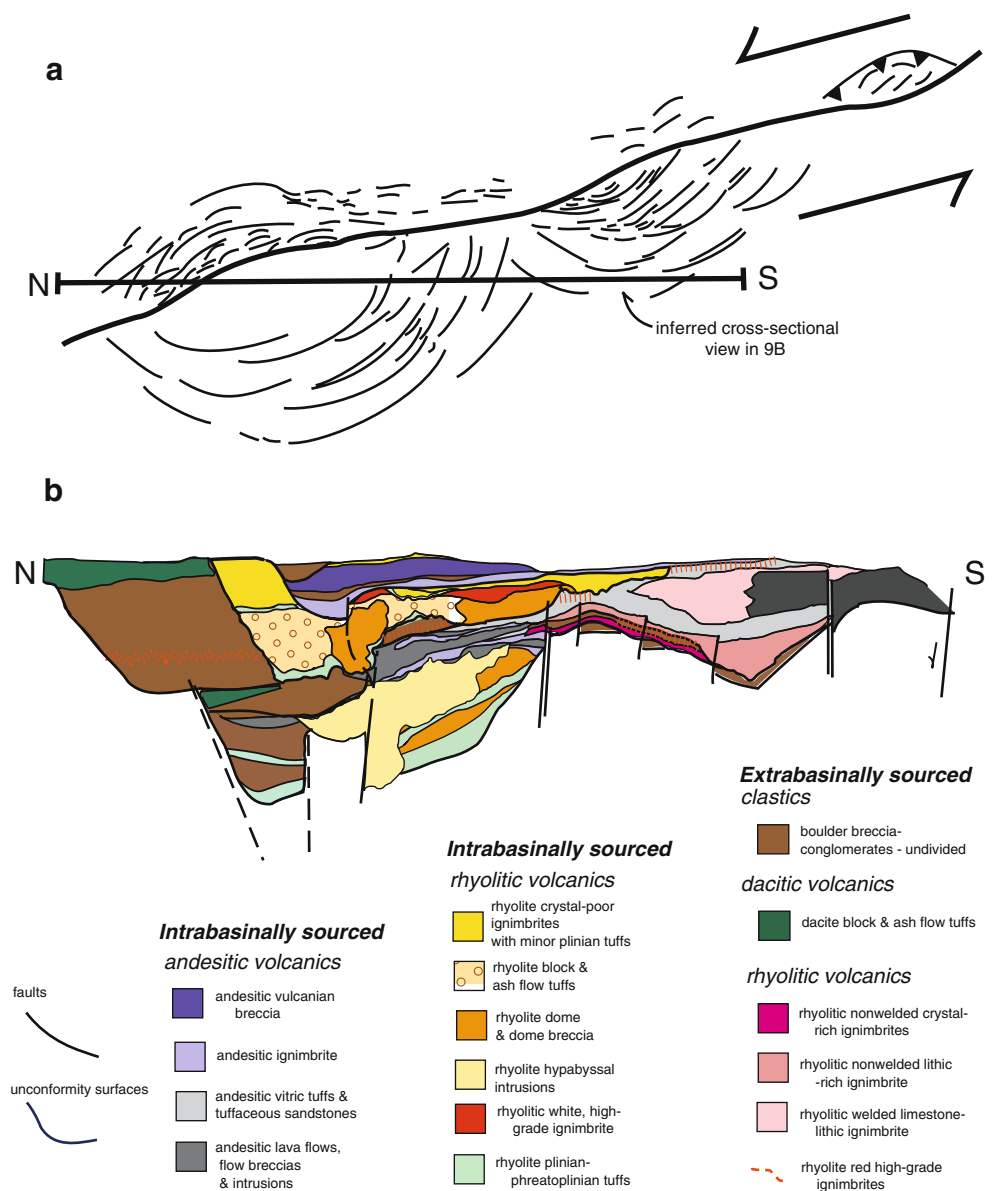 a
N
S
inferred cross-sectional
view in 9B
b
N
S
faults
unconformity surfaces
Intrabasinally sourced
andesitic volcanics
andesitic vulcanian
breccia
andesitic ignimbrite
andesitic vitric tuffs &
tuffaceous sandstones
andesitic lava flows,
flow breccias
& intrusions
Intrabasinally sourced
rhyolitic volcanics
rhyolite crystal-poor
ignimbrites
with minor plinian tuffs
rhyolite block &
ash flow tuffs
rhyolite dome
& dome breccia
rhyolite hypabyssal
intrusions
rhyolitic white, high-
grade ignimbrite
rhyolite plinian-
phreatoplinian tuffs
Extrabasinally sourced
clastics
boulder breccia-
conglomerates - undivided
dacitic volcanics
dacite block & ash flow tuffs
rhyolitic volcanics
rhyolitic nonwelded crystal-
rich ignimbrites
rhyolitic nonwelded lithic
-rich ignimbrite
rhyolitic welded limestone-
lithic ignimbrite
rhyolite red high-grade
ignimbrites